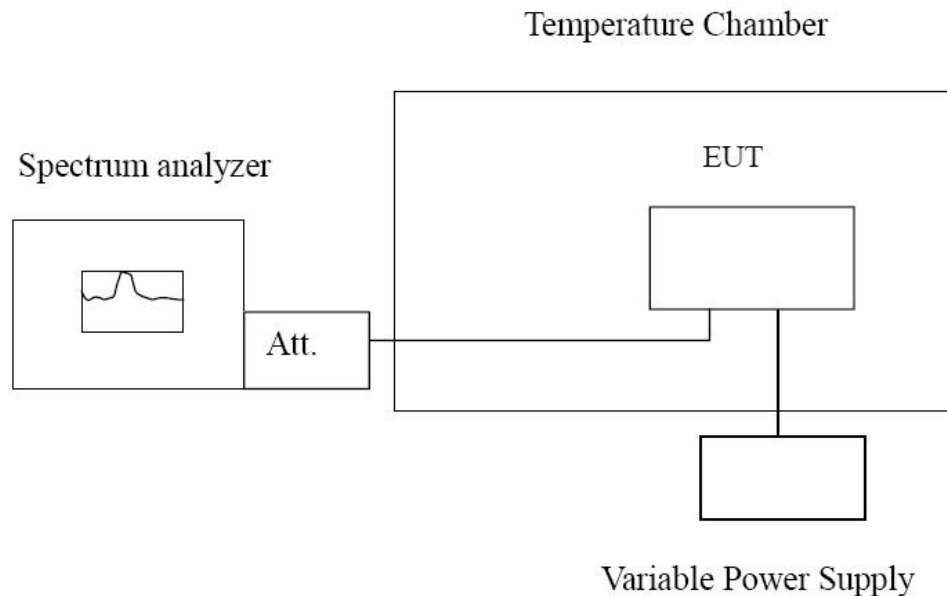 Temperature Chamber
Spectrum analyzer
EUT
Att.
Variable Power Supply